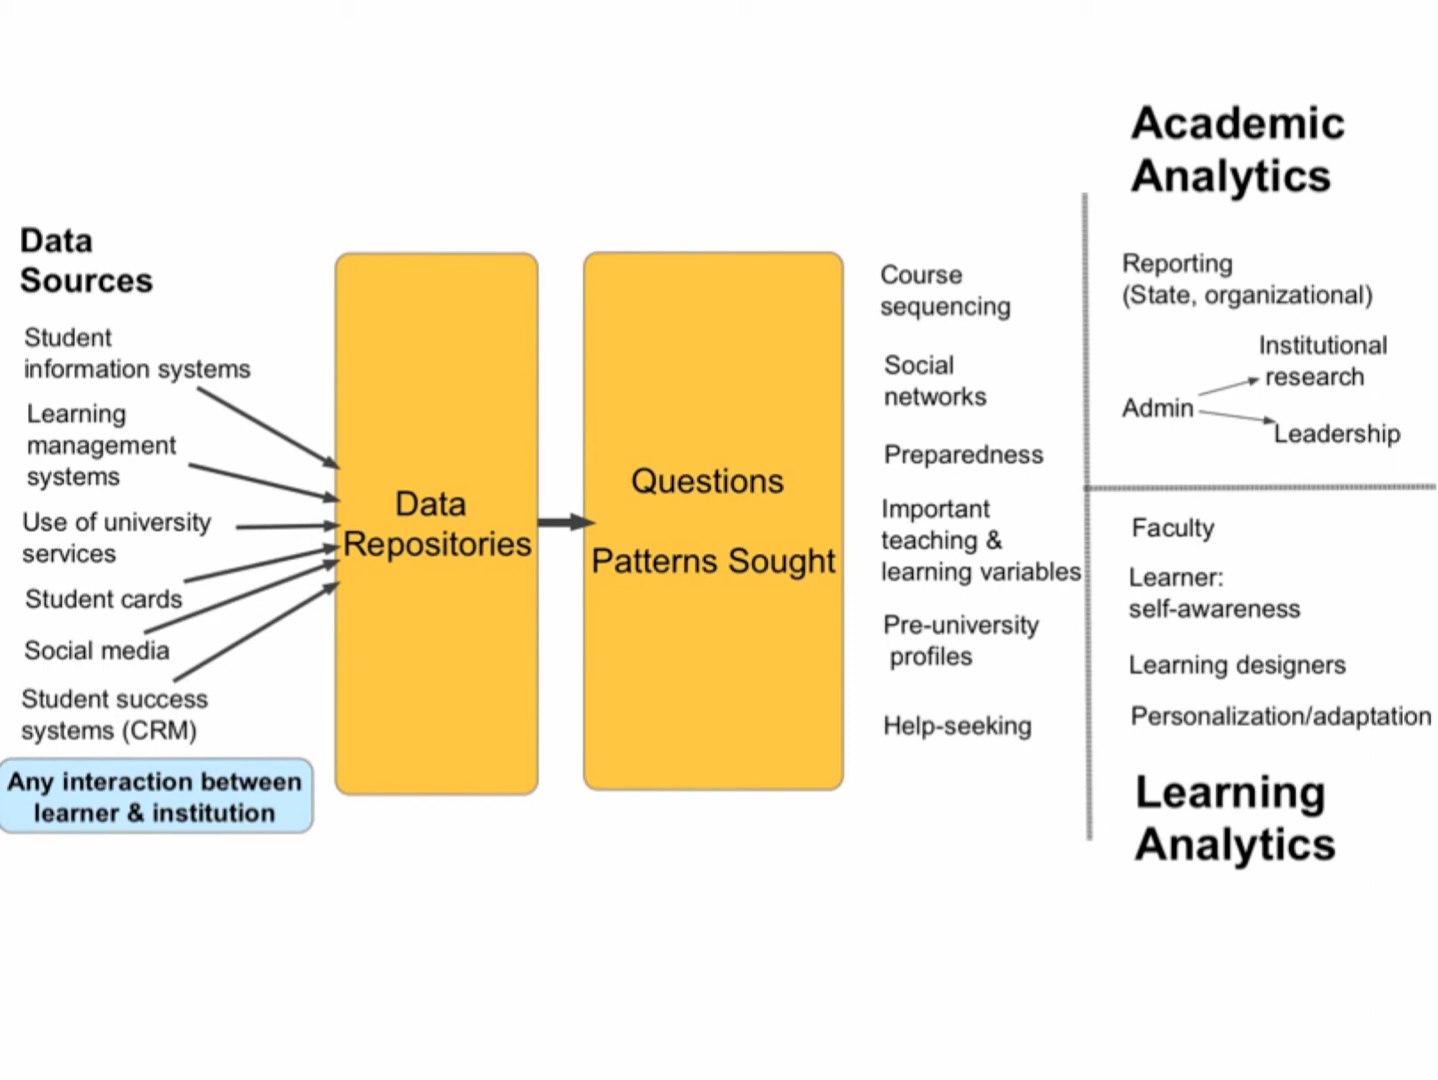 Data
Sources
Student
information systems
Learning
management
systems
Use of university
services
Student cards
Social media
Student success
systems (CRM)
Any interaction between
learner & institution
Data
Repositories
Questions
Patterns Sought
Course
sequencing
Social
networks
Preparedness
Important
teaching &
learning variables
Pre-university
profiles
Help-seeking
Academic
Analytics
Reporting
(State, organizational)
Institutional
research
Admin
Leadership
Faculty
Learner:
self-awareness
Learning designers
Personalization/adaptation
Learning
Analytics